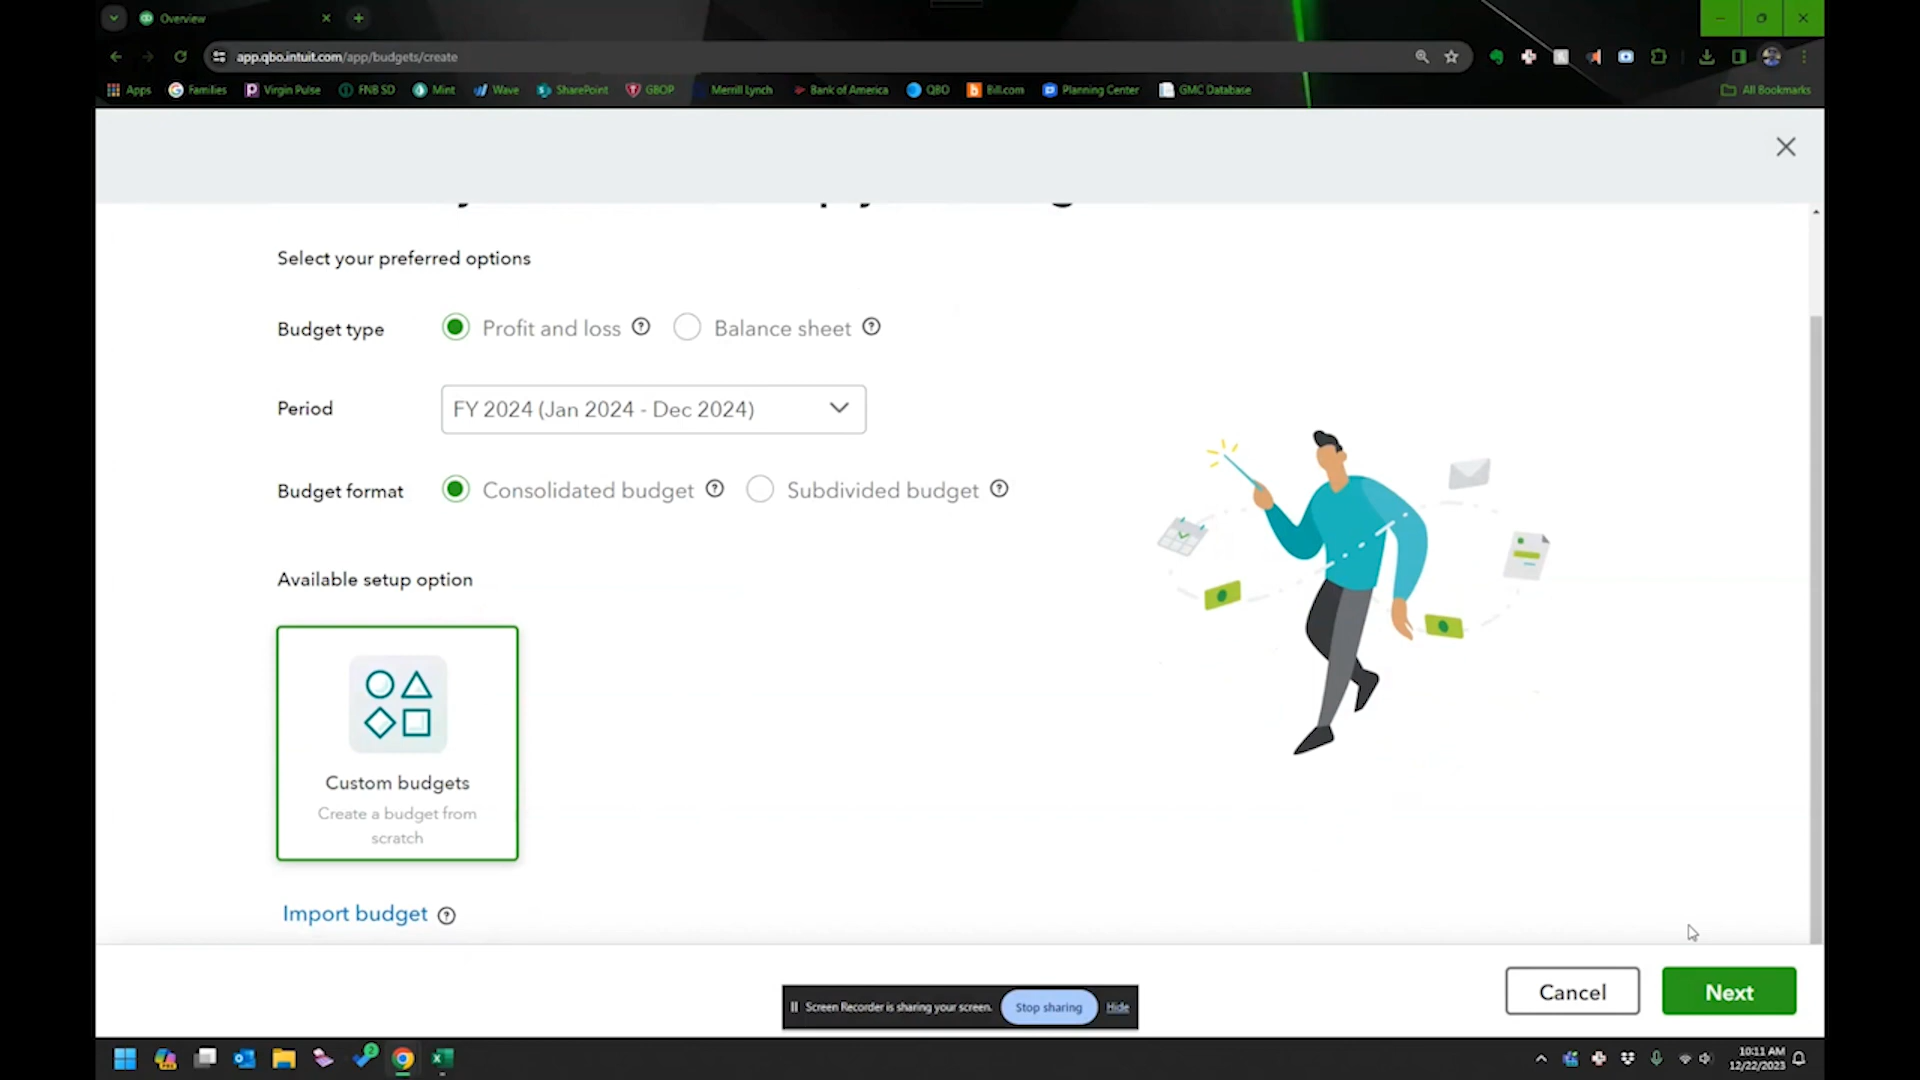 Overview
app.qbo.intuit.com/app/budgets/create
Apps Families Virgin Pulse FNB SD Mint Wave SharePoint GBOP Merrill Lynch Bank of America QBO Bill.com Planning Center GMC Database All Bookmarks
Select your preferred options
Budget type Profit and loss Balance sheet
Period FY 2024 (Jan 2024 - Dec 2024)
Budget format Consolidated budget Subdivided budget
Available setup option
Custom budgets
Create a budget from
scratch
Import budget
Cancel Next
Screen Recorder is sharing your screen. Stop sharing Hide
2
10:11 AM
12/22/2023